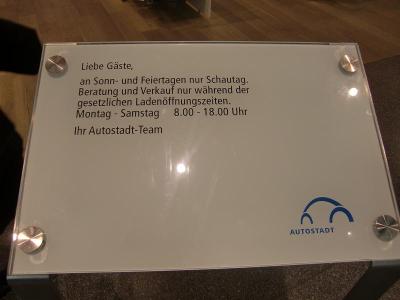 Liebe Gäste,
an Sonn- und Feiertagen nur Schautag.
Beratung und Verkauf nur während der
gesetzlichen Ladenöffnungszeiten.
Montag - Samstag 8.00 - 18.00 Uhr
Ihr Autostadt-Team
AUTOSTADT